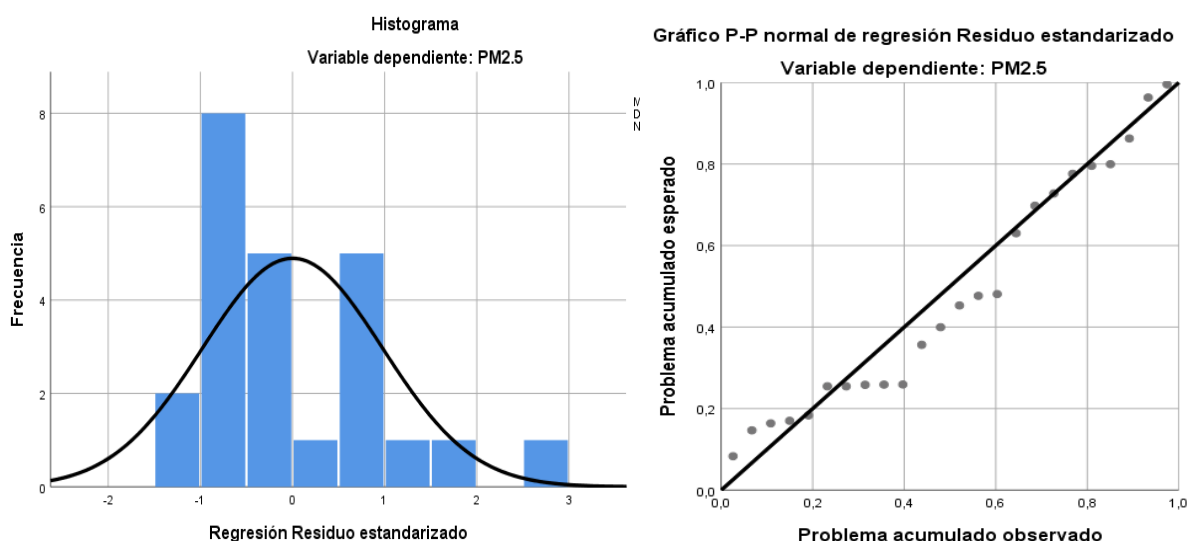 Histograma
Variable dependiente: PM2.5
M
D
N
8
6
4
2
0
Frecuencia
-2
-1
0
1
2
3
Regresión Residuo estandarizado
Gráfico P-P normal de regresión Residuo estandarizado
Variable dependiente: PM2.5
1,0
0,8
0,6
0,4
0,2
0,0
Problema acumulado esperado
0,0
0,2
0,4
0,6
0,8
1,0
Problema acumulado observado